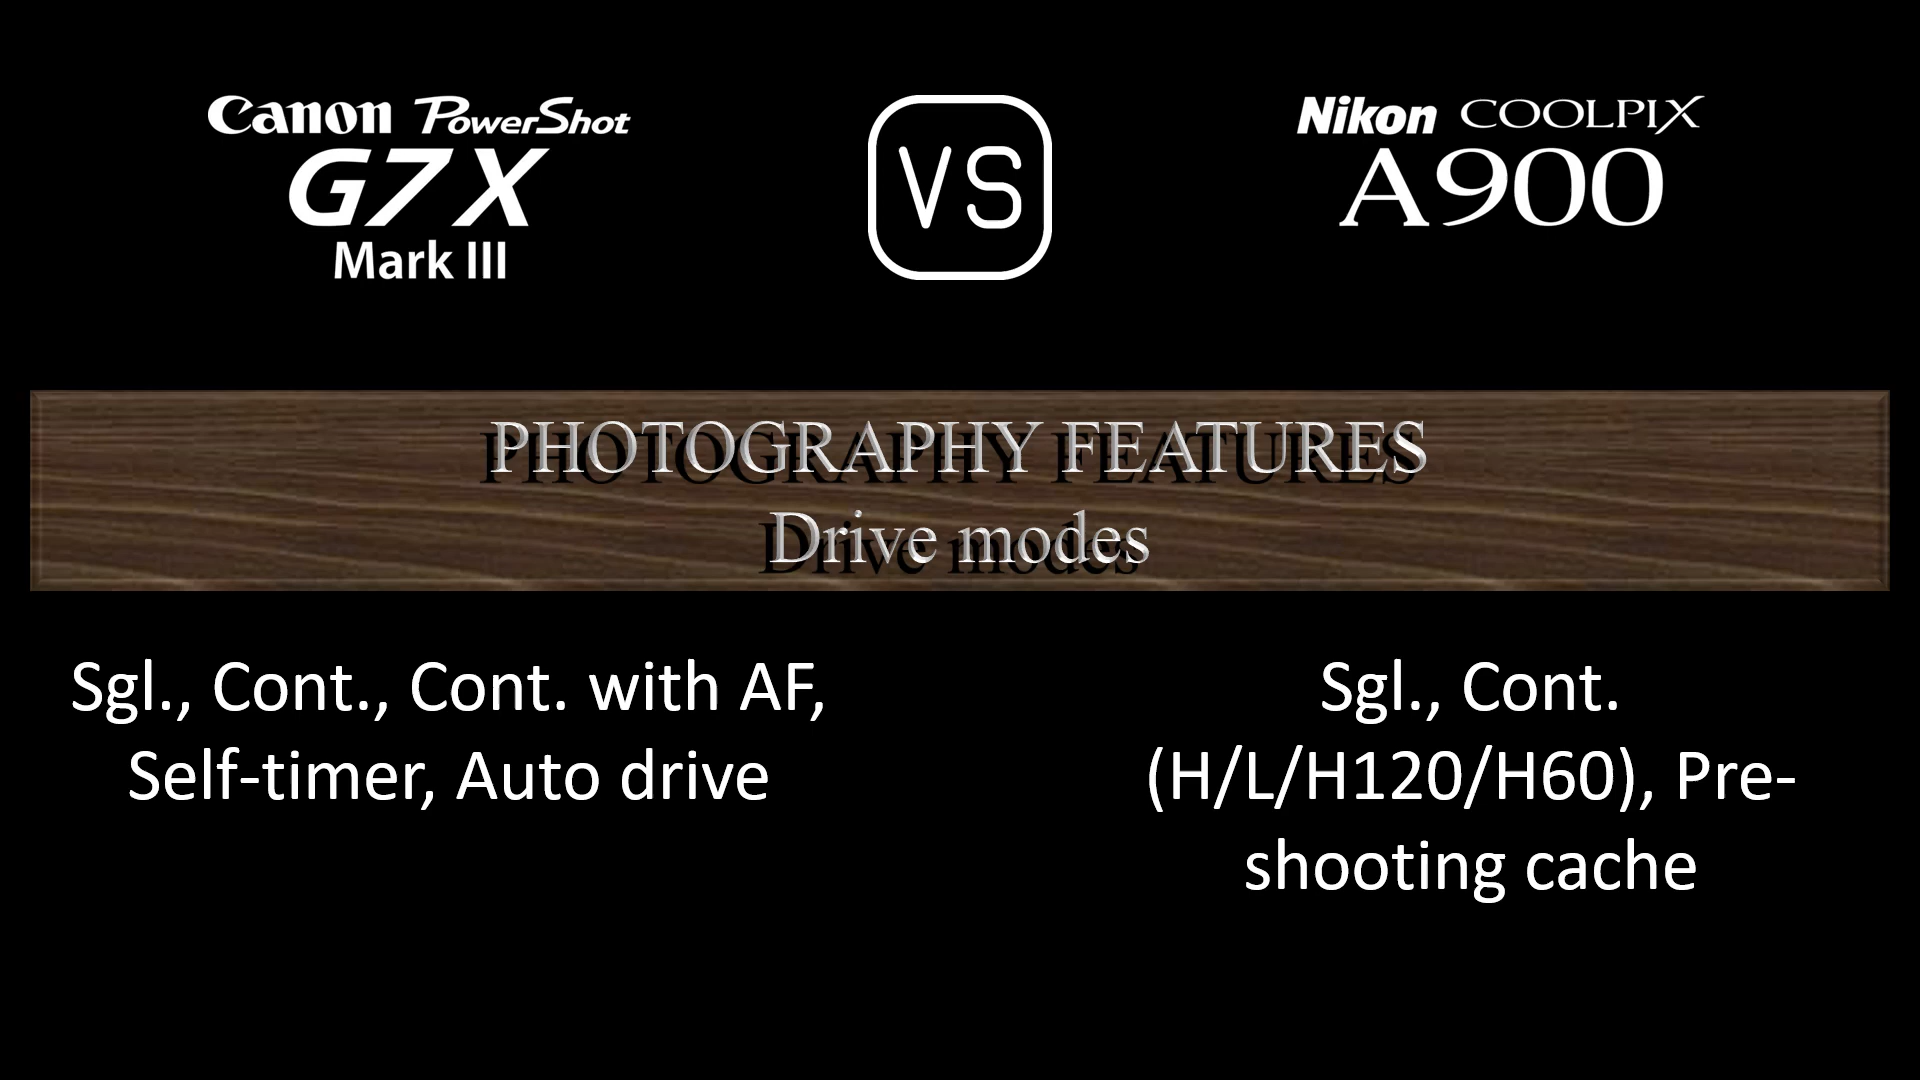 Canon PowerShot
G7 X
Mark III
VS
Nikon COOLPIX
A900
PHOTOGRAPHY FEATURES
Drive modes
Sgl., Cont., Cont. with AF,
Self-timer, Auto drive
Sgl., Cont.
(H/L/H120/H60), Pre-
shooting cache